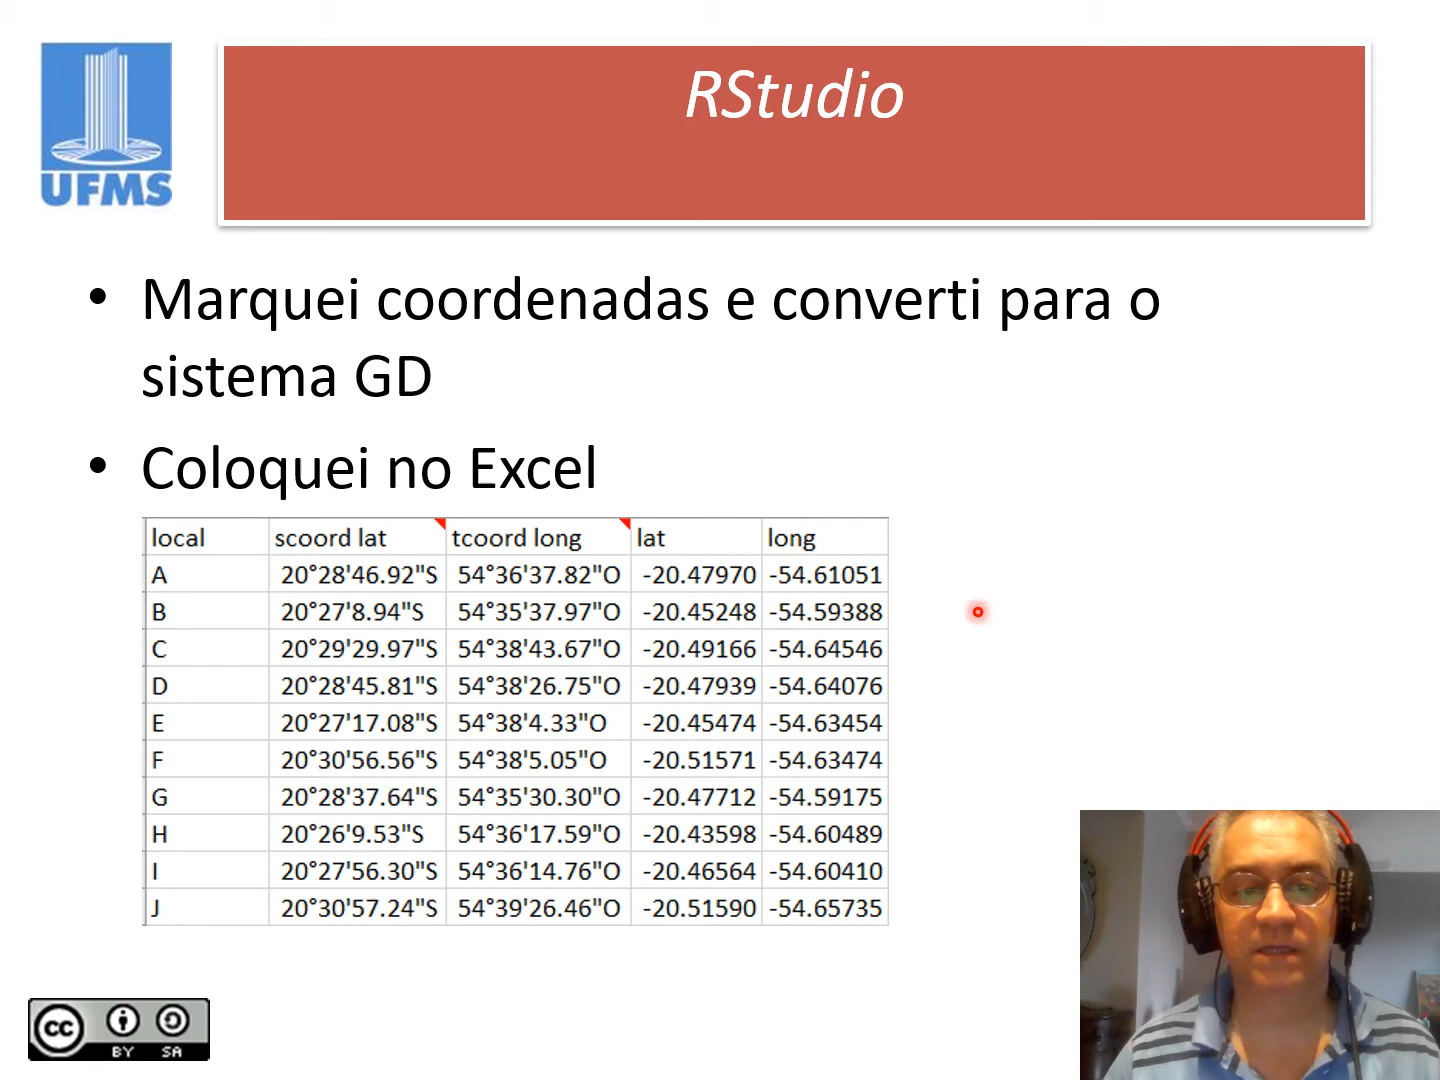 UFMS
RStudio
• Marquei coordenadas e converti para o
sistema GD
• Coloquei no Excel
local scoord lat tcoord long lat long
A 20°28'46.92"S 54°36'37.82"O -20.47970 -54.61051
B 20°27'8.94"S 54°35'37.97"O -20.45248 -54.59388
C 20°29'29.97"S 54°38'43.67"O -20.49166 -54.64546
D 20°28'45.81"S 54°38'26.75"O -20.47939 -54.64076
E 20°27'17.08"S 54°38'4.33"O -20.45474 -54.63454
F 20°30'56.56"S 54°38'5.05"O -20.51571 -54.63474
G 20°28'37.64"S 54°35'30.30"O -20.47712 -54.59175
H 20°26'9.53"S 54°36'17.59"O -20.43598 -54.60489
I 20°27'56.30"S 54°36'14.76"O -20.46564 -54.60410
J 20°30'57.24"S 54°39'26.46"O -20.51590 -54.65735
cc BY SA